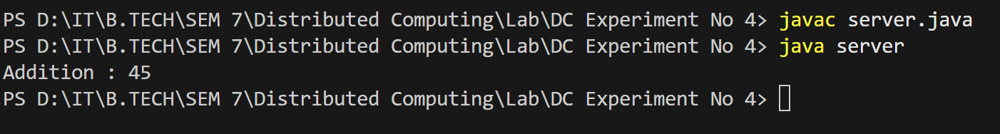 PS D:\IT\B.TECH\SEM 7\Distributed Computing\Lab\DC Experiment No 4> javac server.java
PS D:\IT\B.TECH\SEM 7\Distributed Computing\Lab\DC Experiment No 4> java server
Addition : 45
PS D:\IT\B.TECH\SEM 7\Distributed Computing\Lab\DC Experiment No 4>